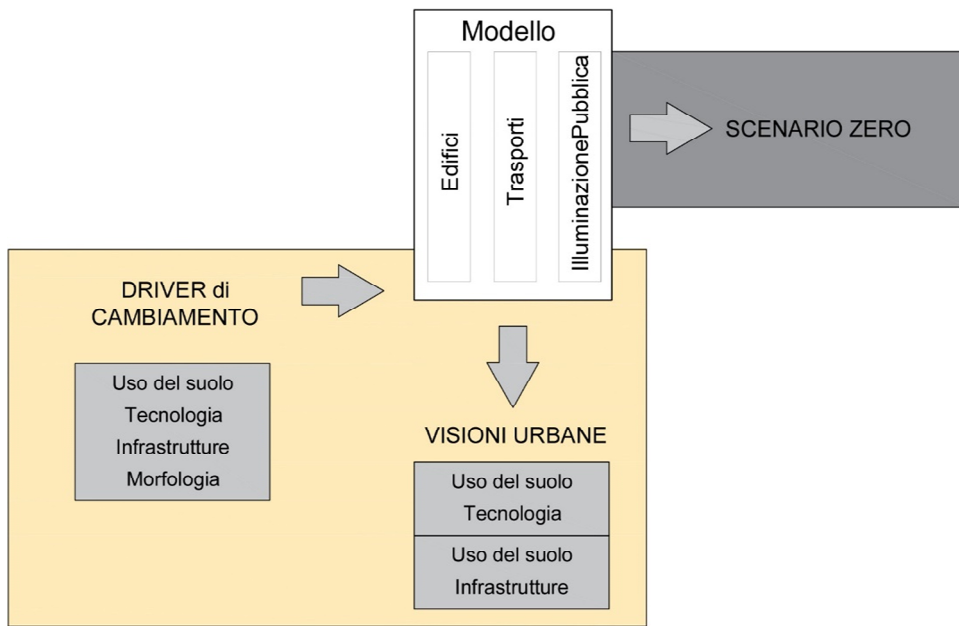 Modello
Edifici
Trasporti
IlluminazionePubblica
SCENARIO ZERO
DRIVER di
CAMBIAMENTO
Uso del suolo
Tecnologia
Infrastrutture
Morfologia
VISIONI URBANE
Uso del suolo
Tecnologia
Uso del suolo
Infrastrutture